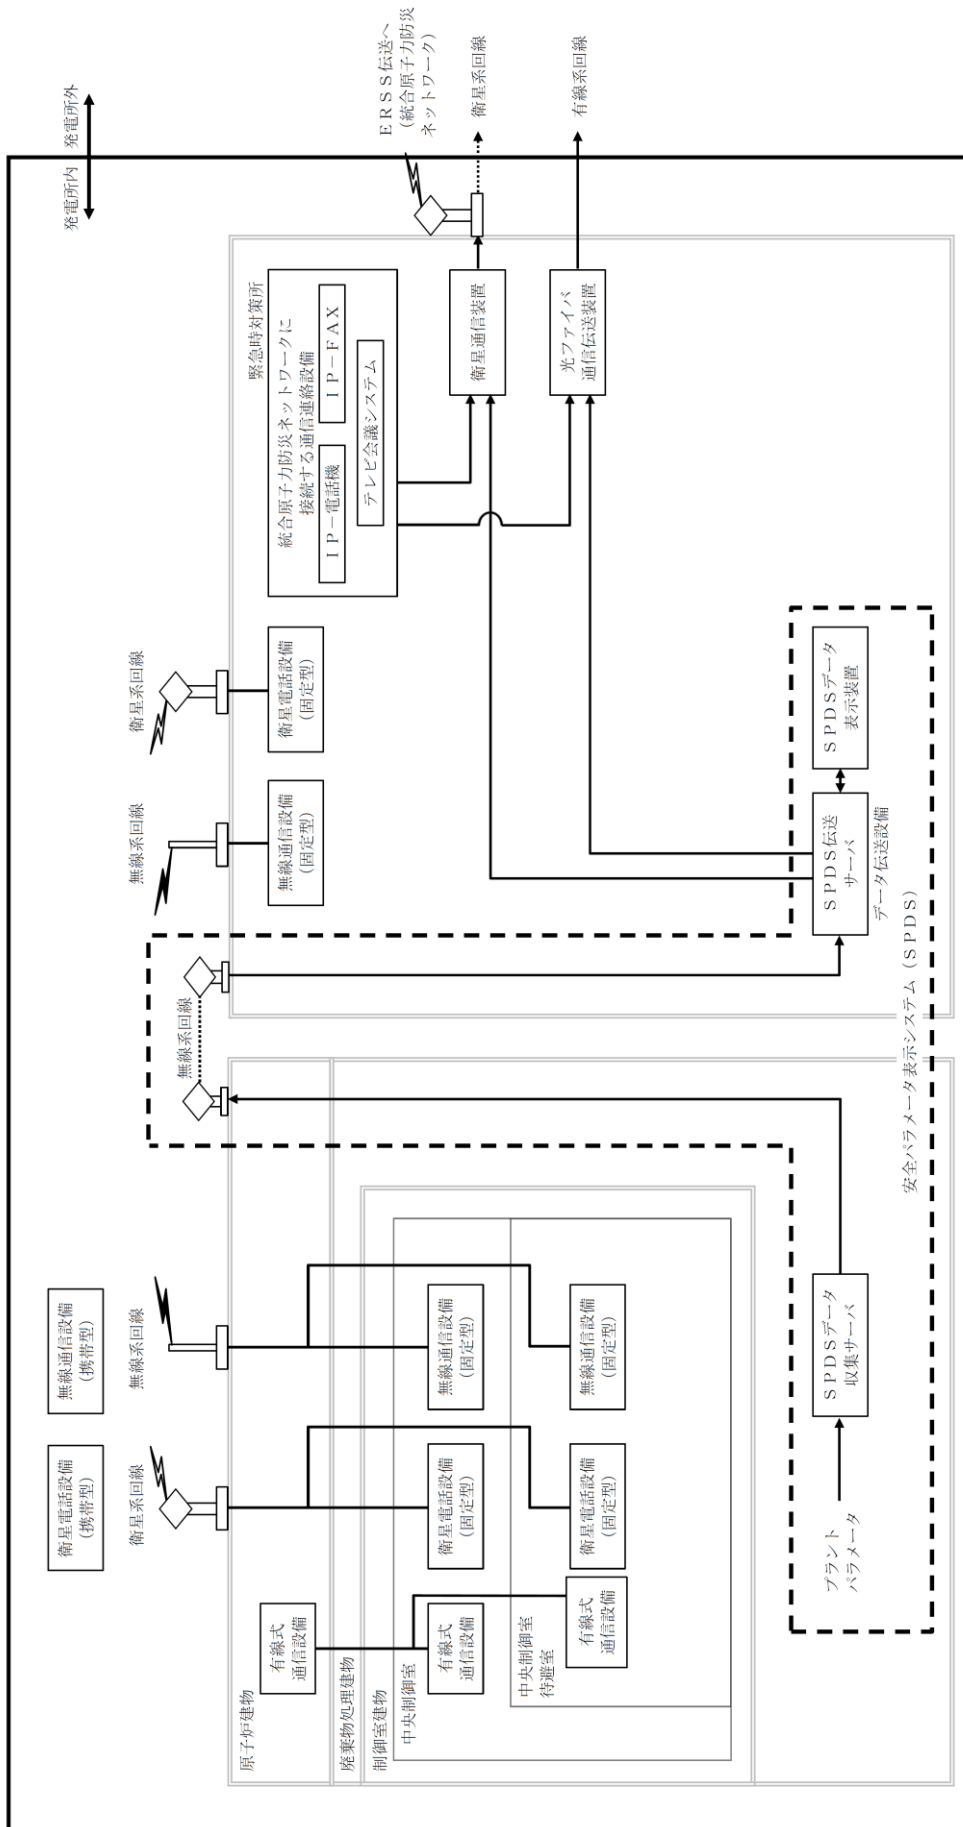 発電所内
発電所外
無線通信設備
（携帯型）
衛星電話設備
（携帯型）
無線系回線
衛星系回線
無線系回線
無線系回線
衛星系回線
ＥＲＳＳ伝送へ
（統合原子力防災
ネットワーク）
衛星系回線
有線系回線
原子炉建物
有線式
通信設備
廃棄物処理建物
制御室建物
中央制御室
有線式
通信設備
衛星電話設備
（固定型）
無線通信設備
（固定型）
中央制御室
待避室
有線式
通信設備
衛星電話設備
（固定型）
無線通信設備
（固定型）
プラント
パラメータ
ＳＰＤＳデータ
収集サーバ
安全パラメータ表示システム（ＳＰＤＳ）
緊急時対策所
無線通信設備
（固定型）
衛星電話設備
（固定型）
統合原子力防災ネットワークに
接続する通信連絡設備
ＩＰ－電話機
ＩＰ－ＦＡＸ
テレビ会議システム
衛星通信装置
光ファイバ
通信伝送装置
ＳＰＤＳ伝送
サーバ
データ伝送設備
ＳＰＤＳデータ
表示装置